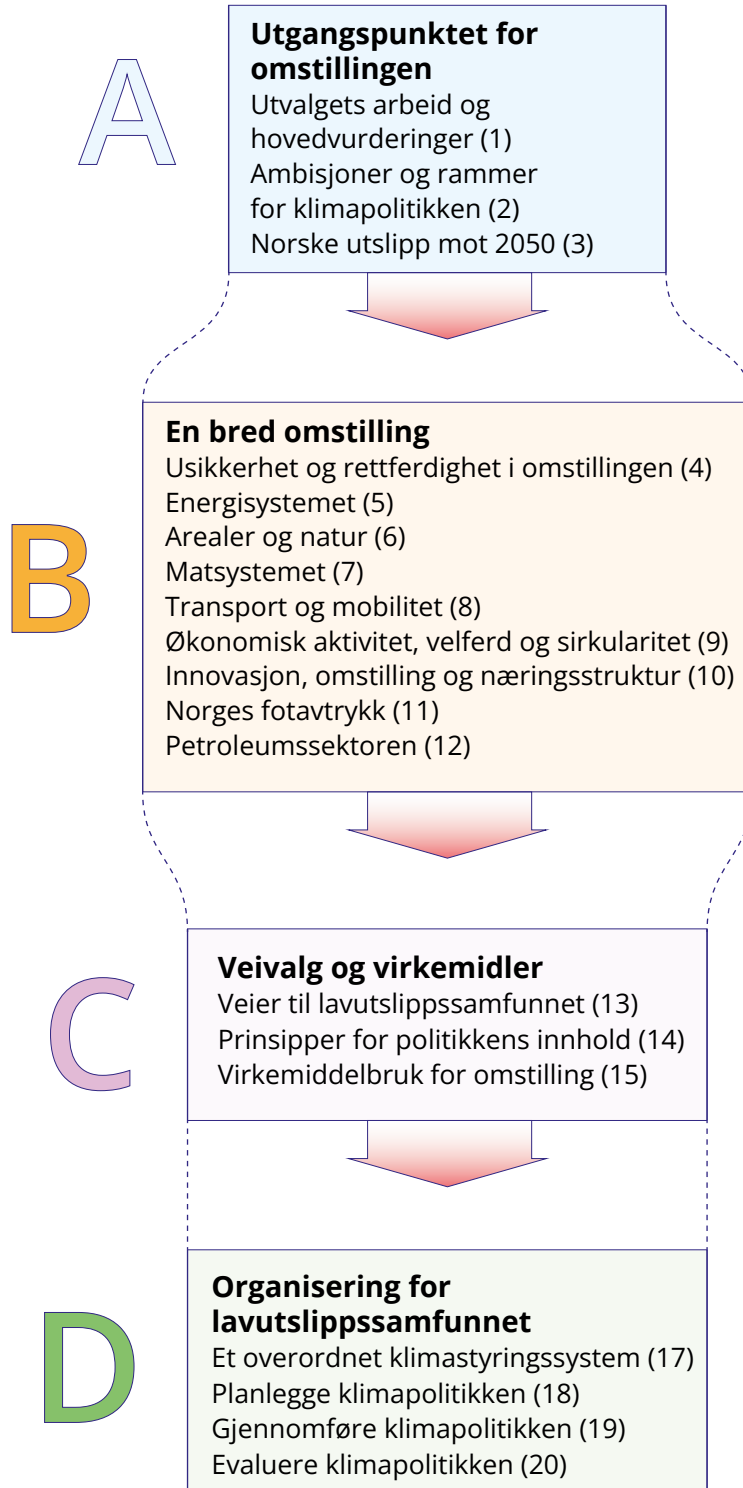 A
Utgangspunktet for
omstillingen
Utvalgets arbeid og
hovedvurderinger (1)
Ambisjoner og rammer
for klimapolitikken (2)
Norske utslipp mot 2050 (3)
B
En bred omstilling
Usikkerhet og rettferdighet i omstillingen (4)
Energisystemet (5)
Arealer og natur (6)
Matsystemet (7)
Transport og mobilitet (8)
Økonomisk aktivitet, velferd og sirkularitet (9)
Innovasjon, omstilling og næringsstruktur (10)
Norges fotavtrykk (11)
Petroleumssektoren (12)
C
Veivalg og virkemidler
Veier til lavutslippssamfunnet (13)
Prinsipper for politikkens innhold (14)
Virkemiddelbruk for omstilling (15)
D
Organisering for
lavutslippssamfunnet
Et overordnet klimastyringssystem (17)
Planlegge klimapolitikken (18)
Gjennomføre klimapolitikken (19)
Evaluere klimapolitikken (20)